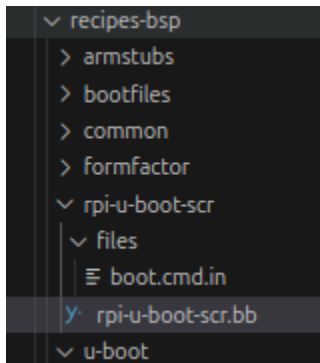 recipes-bsp
armstubs
bootfiles
common
formfactor
rpi-u-boot-scr
files
boot.cmd.in
rpi-u-boot-scr.bb
u-boot